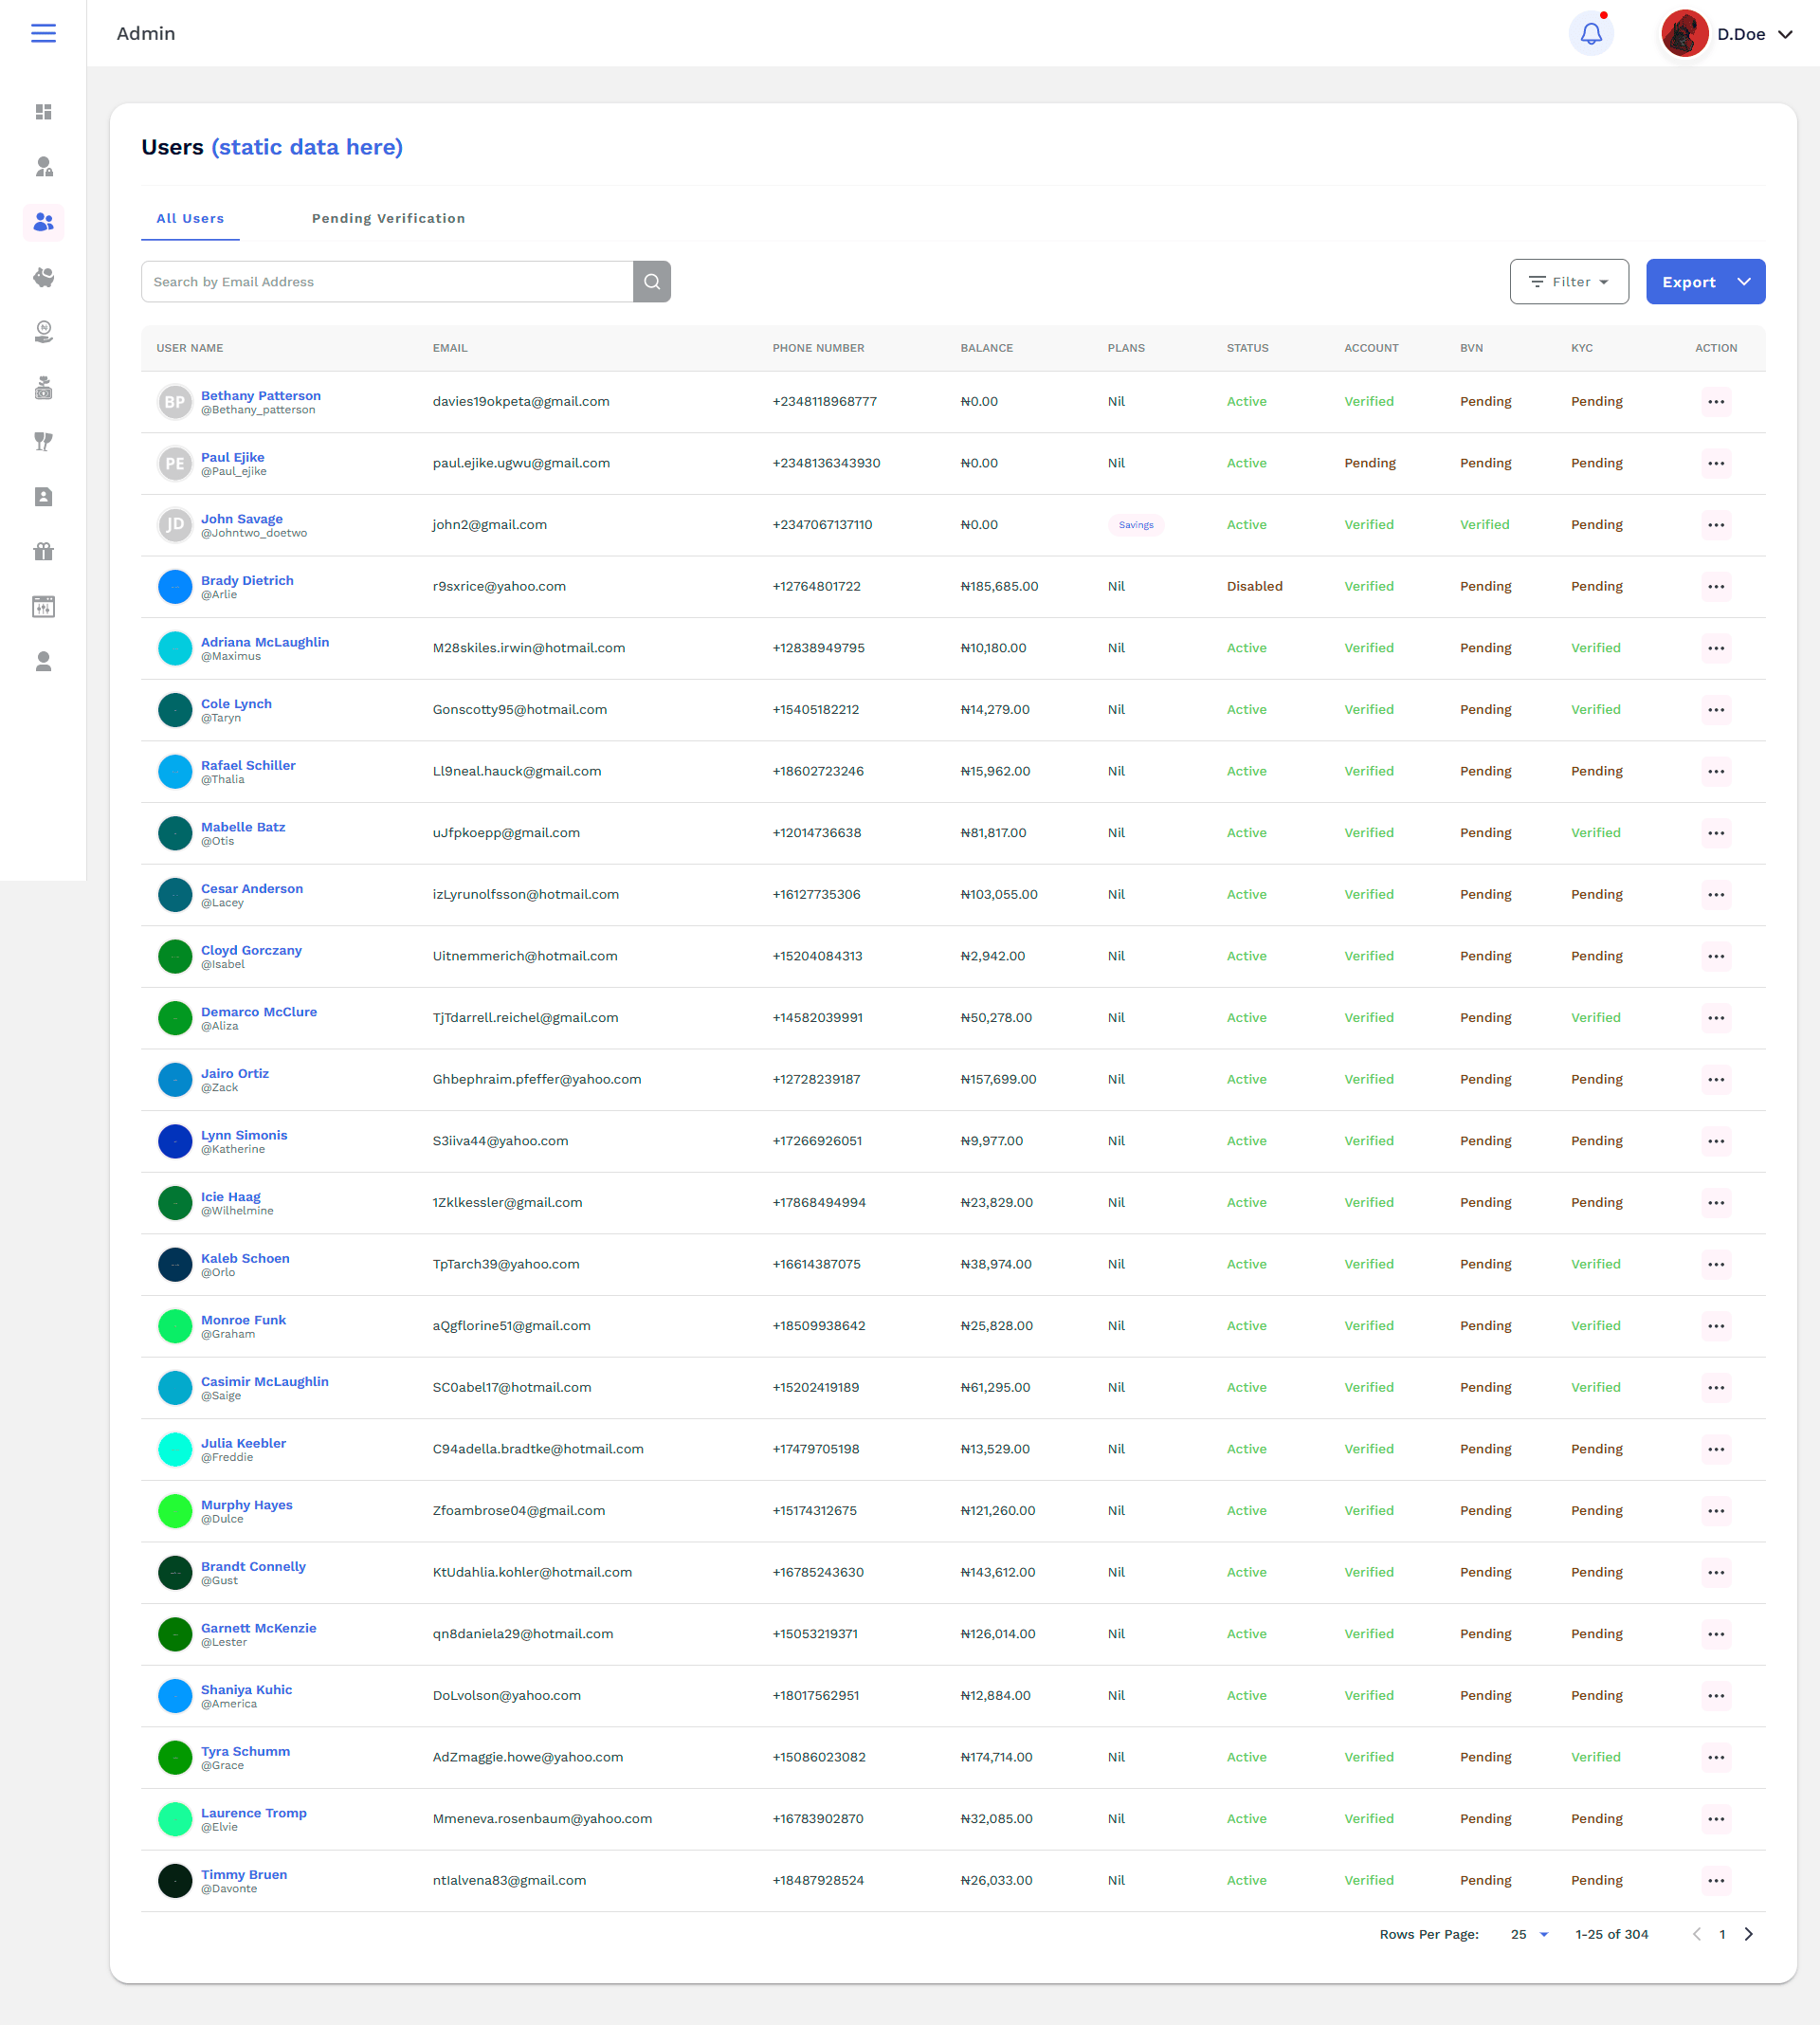 Admin
D.Doe
Users (static data here)
All Users Pending Verification
Search by Email Address
Filter Export
USER NAME EMAIL PHONE NUMBER BALANCE PLANS STATUS ACCOUNT BVN KYC ACTION
BP Bethany Patterson davies19okpeta@gmail.com +2348118968777 ₦0.00 Nil Active Verified Pending Pending
@Bethany_patterson
PE Paul Ejike paul.ejike.ugwu@gmail.com +2348136343930 ₦0.00 Nil Active Pending Pending Pending
@Paul_ejike
JD John Savage john2@gmail.com +2347067137110 ₦0.00 Savings Active Verified Verified Pending
@Johntwo_doetwo
Brady Dietrich r9sxrice@yahoo.com +12764801722 ₦185,685.00 Nil Disabled Verified Pending Pending
@Arlie
Adriana McLaughlin M28skiles.irwin@hotmail.com +12838949795 ₦10,180.00 Nil Active Verified Pending Verified
@Maximus
Cole Lynch Gonscotty95@hotmail.com +15405182212 ₦14,279.00 Nil Active Verified Pending Verified
@Taryn
Rafael Schiller Ll9neal.hauck@gmail.com +18602723246 ₦15,962.00 Nil Active Verified Pending Pending
@Thalia
Mabelle Batz uJfpkoepp@gmail.com +12014736638 ₦81,817.00 Nil Active Verified Pending Verified
@Otis
Cesar Anderson izLyrunolfsson@hotmail.com +16127735306 ₦103,055.00 Nil Active Verified Pending Pending
@Lacey
Cloyd Gorczany Uitnemmerich@hotmail.com +15204084313 ₦2,942.00 Nil Active Verified Pending Pending
@Isabel
Demarco McClure TjTdarrell.reichel@gmail.com +14582039991 ₦50,278.00 Nil Active Verified Pending Verified
@Aliza
Jairo Ortiz Ghbephraim.pfeffer@yahoo.com +12728239187 ₦157,699.00 Nil Active Verified Pending Pending
@Zack
Lynn Simonis S3iiva44@yahoo.com +17266926051 ₦9,977.00 Nil Active Verified Pending Pending
@Katherine
Icie Haag 1Zklkessler@gmail.com +17868494994 ₦23,829.00 Nil Active Verified Pending Pending
@Wilhelmine
Kaleb Schoen TpTarch39@yahoo.com +16614387075 ₦38,974.00 Nil Active Verified Pending Verified
@Orlo
Monroe Funk aQgflorine51@gmail.com +18509938642 ₦25,828.00 Nil Active Verified Pending Verified
@Graham
Casimir McLaughlin SC0abel17@hotmail.com +15202419189 ₦61,295.00 Nil Active Verified Pending Verified
@Saige
Julia Keebler C94adella.bradtke@hotmail.com +17479705198 ₦13,529.00 Nil Active Verified Pending Pending
@Freddie
Murphy Hayes Zfoambrose04@gmail.com +15174312675 ₦121,260.00 Nil Active Verified Pending Pending
@Dulce
Brandt Connelly KtUdahlia.kohler@hotmail.com +16785243630 ₦143,612.00 Nil Active Verified Pending Pending
@Gust
Garnett McKenzie qn8daniela29@hotmail.com +15053219371 ₦126,014.00 Nil Active Verified Pending Pending
@Lester
Shaniya Kuhic DoLvolson@yahoo.com +18017562951 ₦12,884.00 Nil Active Verified Pending Pending
@America
Tyra Schumm AdZmaggie.howe@yahoo.com +15086023082 ₦174,714.00 Nil Active Verified Pending Verified
@Grace
Laurence Tromp Mmeneva.rosenbaum@yahoo.com +16783902870 ₦32,085.00 Nil Active Verified Pending Pending
@Elvie
Timmy Bruen ntIalvena83@gmail.com +18487928524 ₦26,033.00 Nil Active Verified Pending Pending
@Davonte
Rows Per Page: 25 1-25 of 304 1